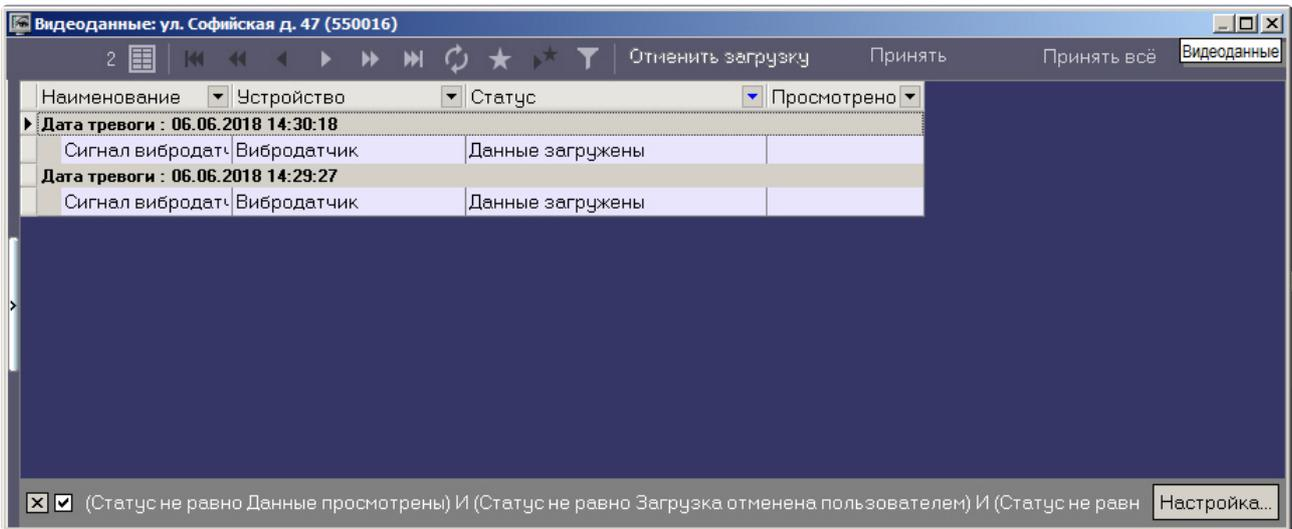 Видеоданные: ул. Софийская д. 47 (550016)
2 Отменить загрузку Принять Принять всё Видеоданные
Наименование Устройство Статус Просмотрено
Дата тревоги : 06.06.2018 14:30:18
Сигнал вибродатч Вибродатчик Данные загружены
Дата тревоги : 06.06.2018 14:29:27
Сигнал вибродатч Вибродатчик Данные загружены
(Статус не равно Данные просмотрены) И (Статус не равно Загрузка отменена пользователем) И (Статус не равн Настройка...